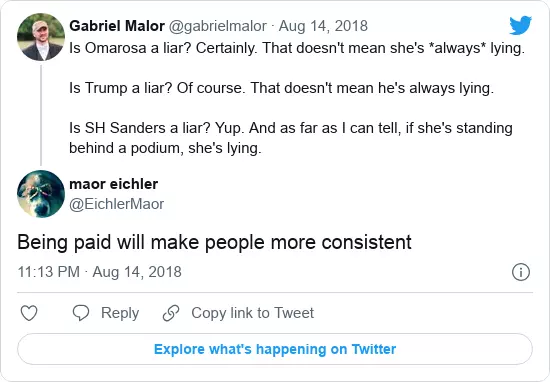 Gabriel Malor @gabrielmalor · Aug 14, 2018
Is Omarosa a liar? Certainly. That doesn't mean she's *always* lying.
Is Trump a liar? Of course. That doesn't mean he's always lying.
Is SH Sanders a liar? Yup. And as far as I can tell, if she's standing
behind a podium, she's lying.
maor eichler
@EichlerMaor
Being paid will make people more consistent
11:13 PM · Aug 14, 2018
Reply
Copy link to Tweet
Explore what's happening on Twitter